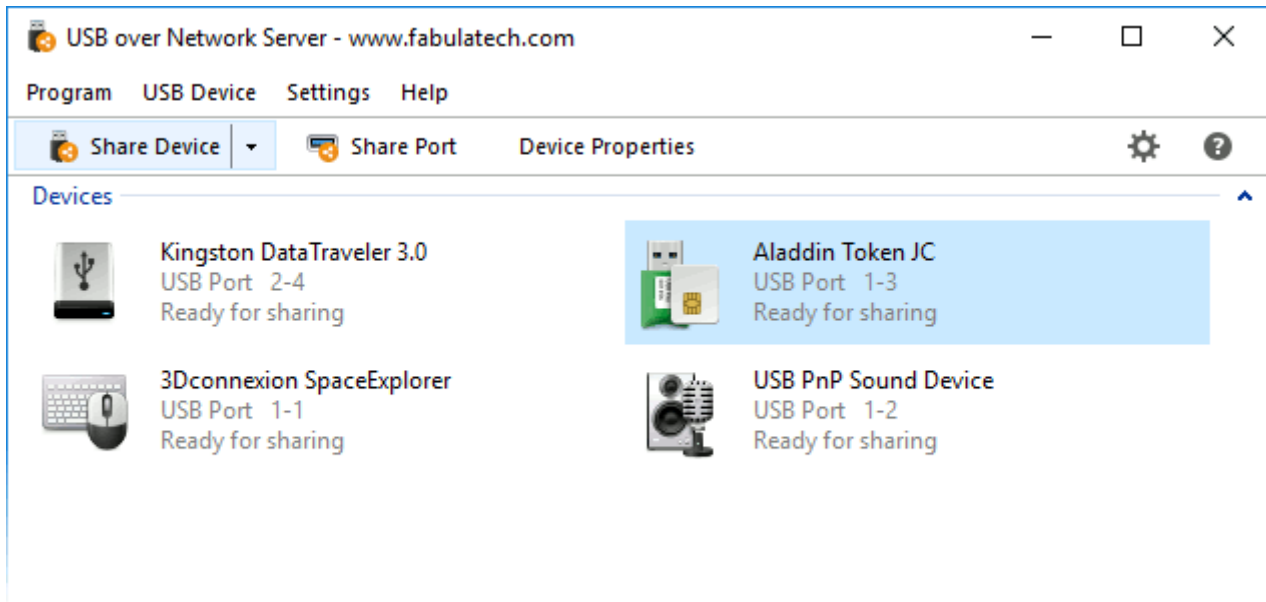 USB over Network Server - www.fabulatech.com
Program USB Device Settings Help
Share Device Share Port Device Properties
Devices
Kingston DataTraveler 3.0
USB Port 2-4
Ready for sharing
Aladdin Token JC
USB Port 1-3
Ready for sharing
3Dconnexion SpaceExplorer
USB Port 1-1
Ready for sharing
USB PnP Sound Device
USB Port 1-2
Ready for sharing